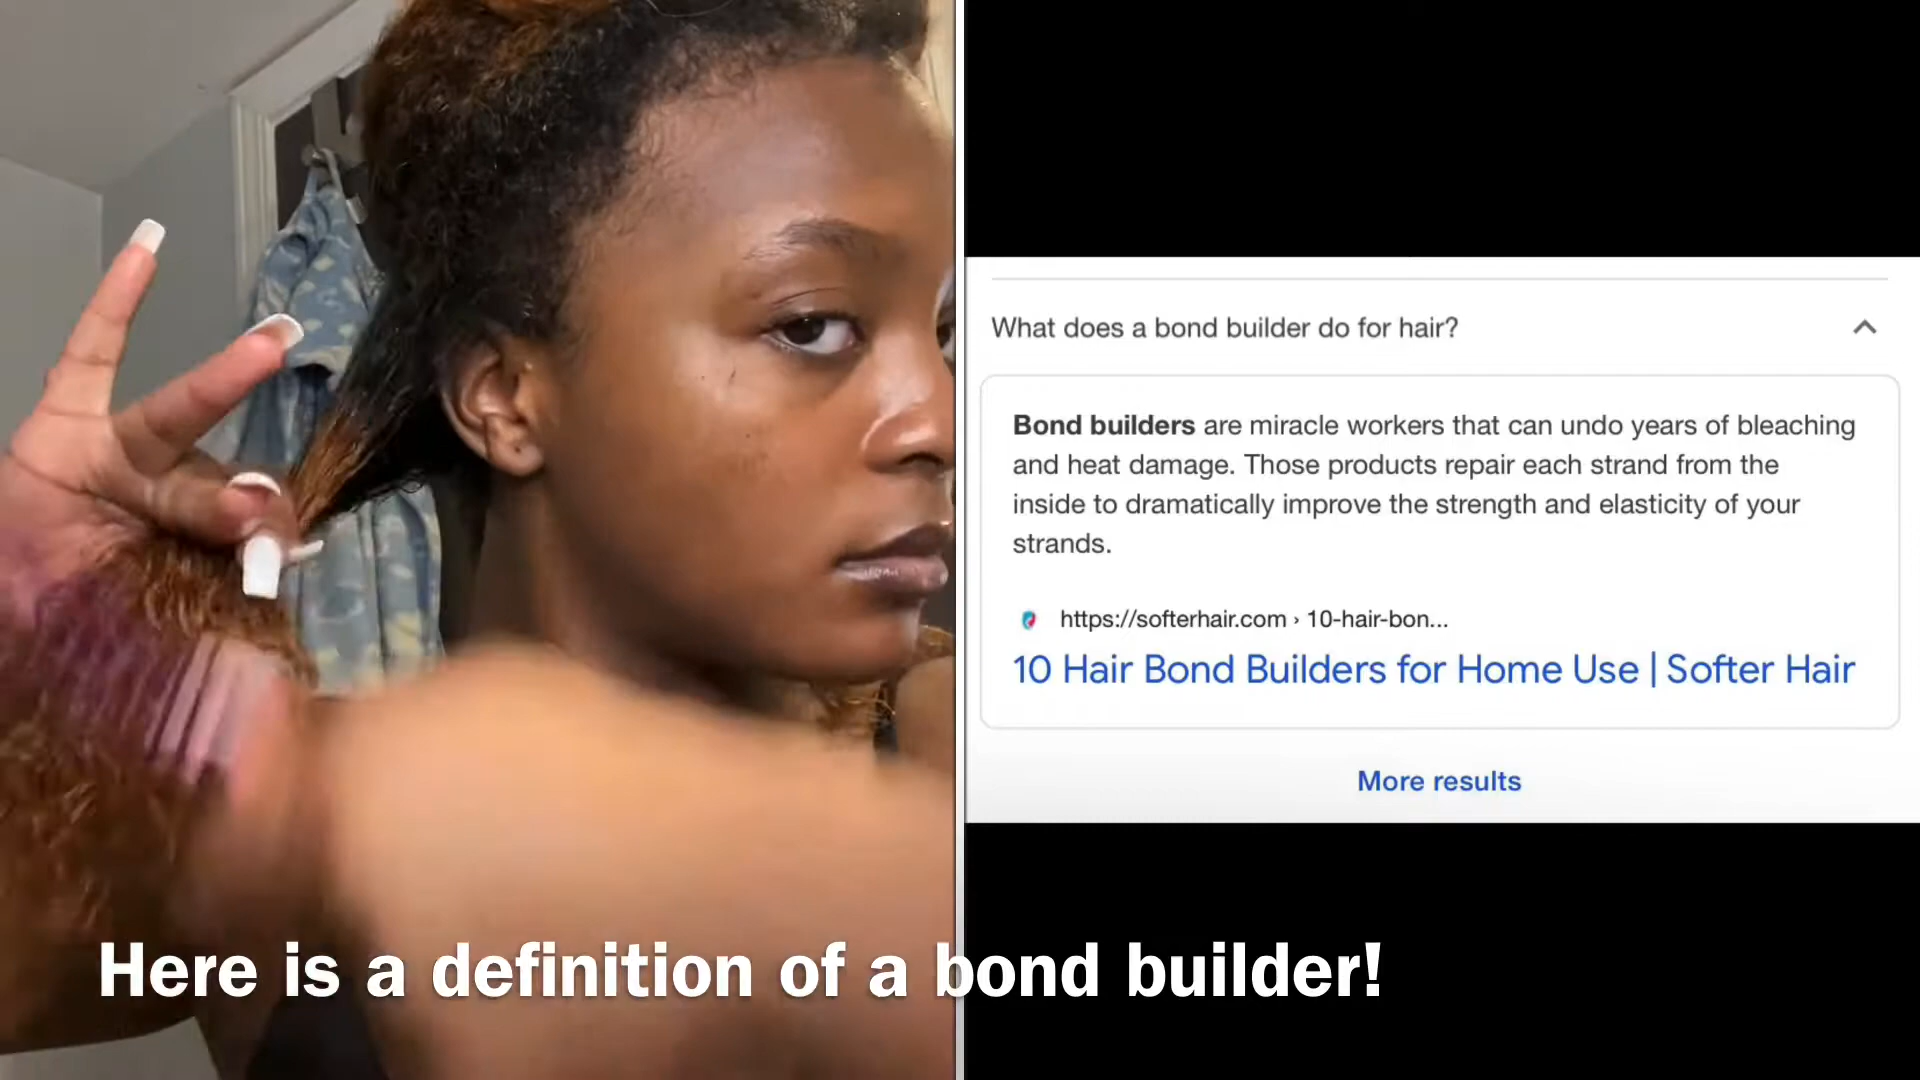 What does a bond builder do for hair?
Bond builders are miracle workers that can undo years of bleaching
and heat damage. Those products repair each strand from the
inside to dramatically improve the strength and elasticity of your
strands.
https://softerhair.com › 10-hair-bon...
10 Hair Bond Builders for Home Use | Softer Hair
More results
Here is a definition of a bond builder!